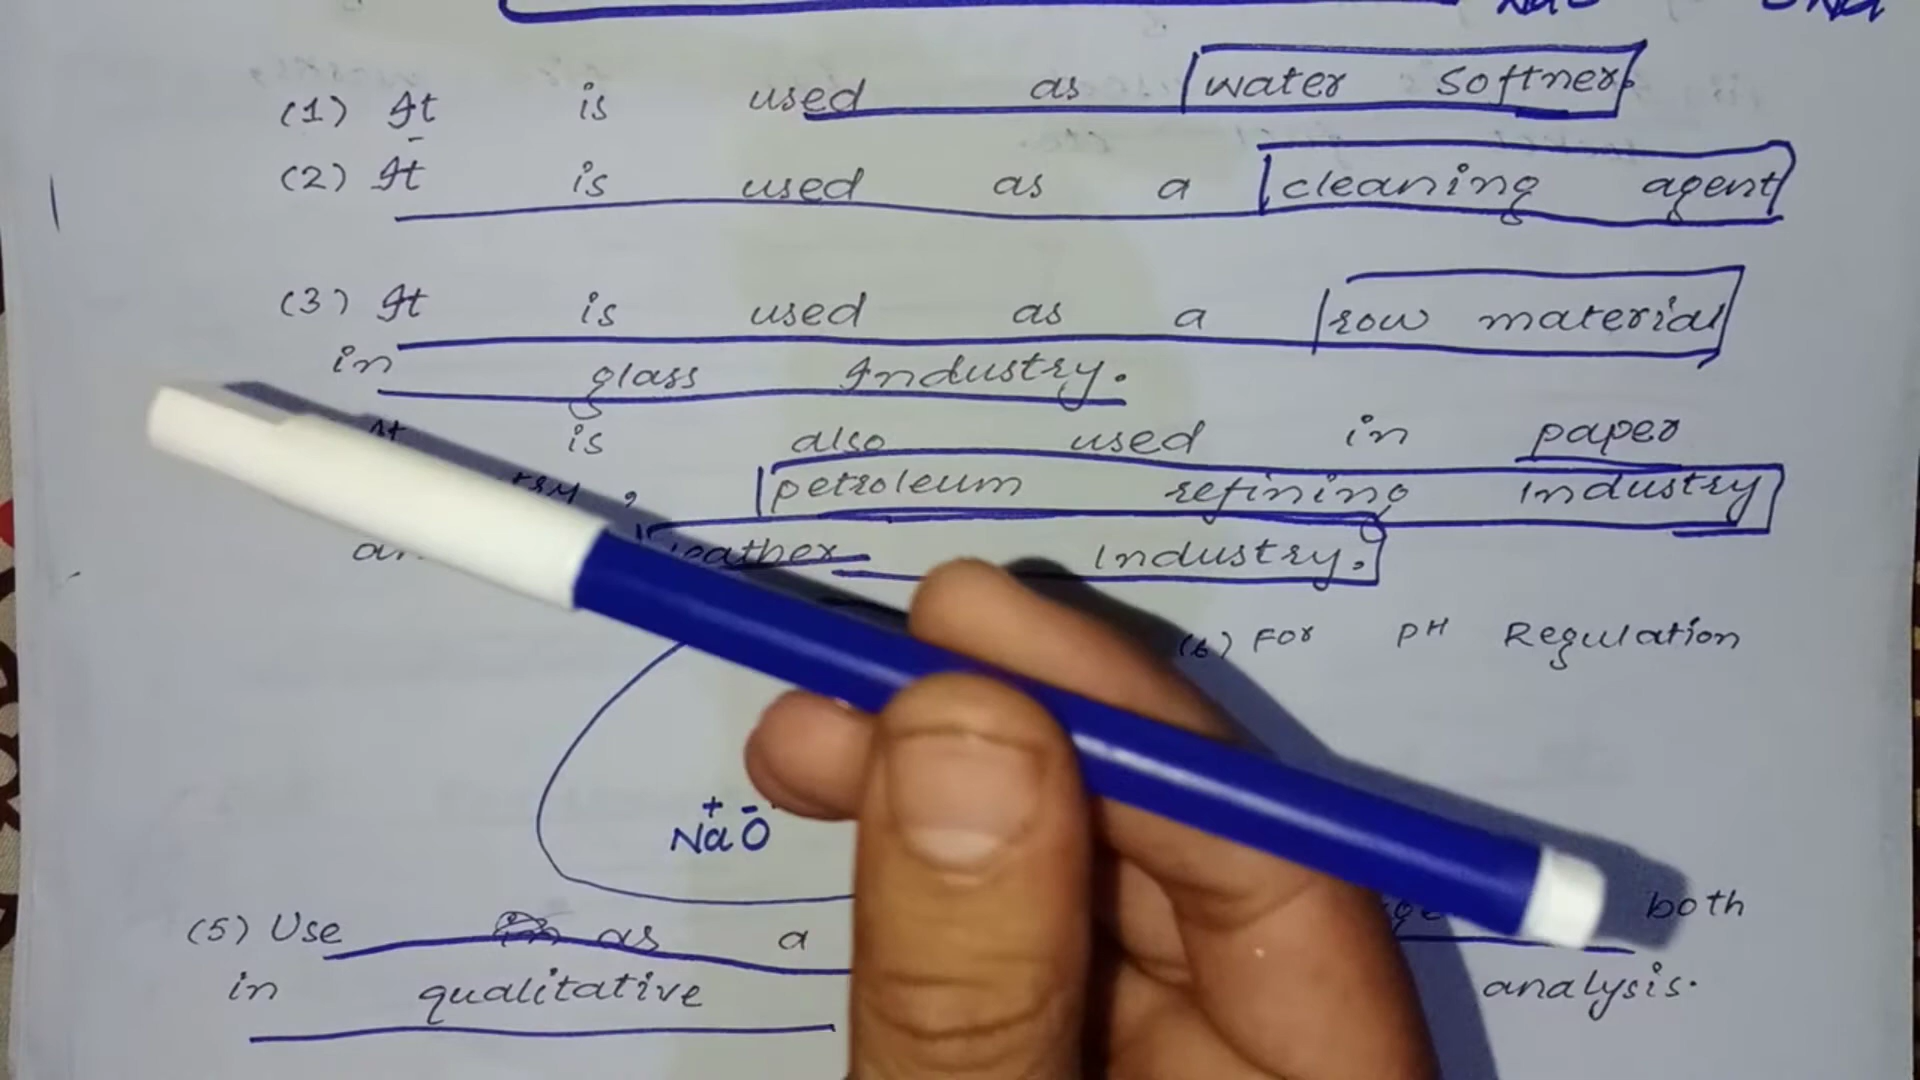 (1) It is used as water Softner.
(2) It is used as a cleaning agent
(3) It is used as a row material
in glass Industry.
It is also used in paper
petroleum refining Industry
Industry.
(6) For PH Regulation
Na⁺O⁻
(5) Use as a both
in qualitative analysis.